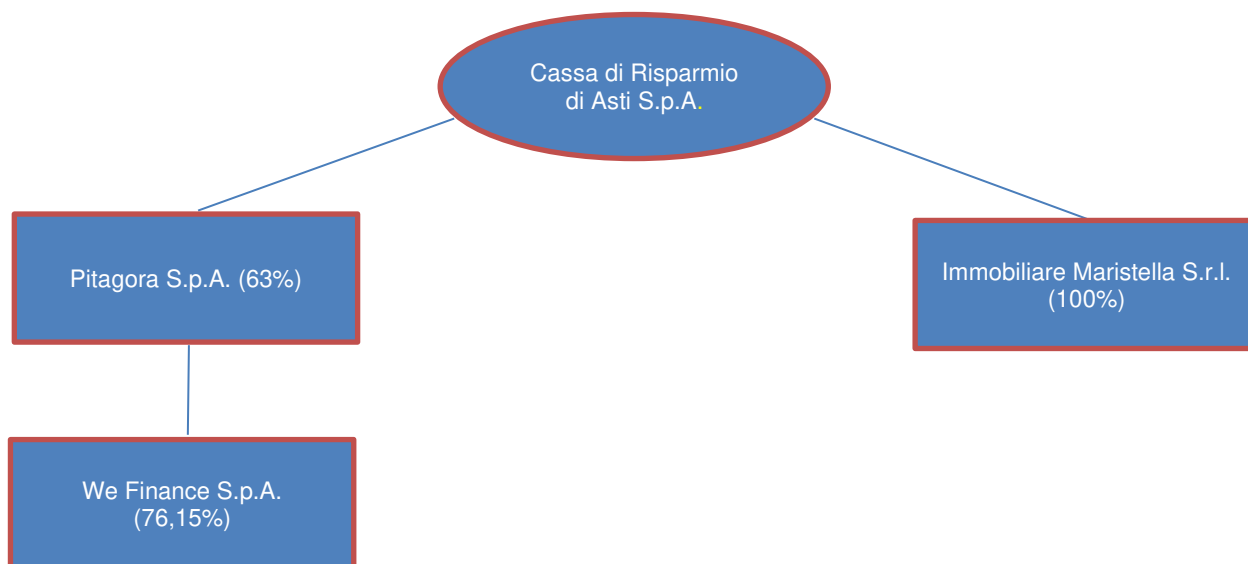 Cassa di Risparmio
di Asti S.p.A.
Pitagora S.p.A. (63%)
Immobiliare Maristella S.r.l.
(100%)
We Finance S.p.A.
(76,15%)